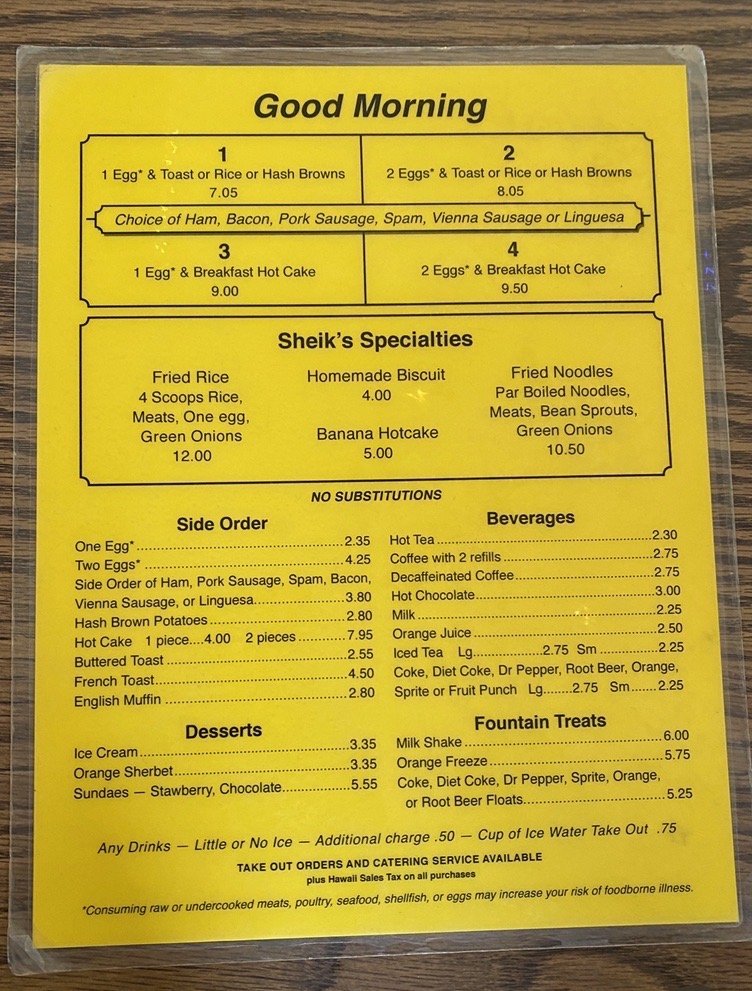 Good Morning
1
1 Egg* & Toast or Rice or Hash Browns
7.05
2
2 Eggs* & Toast or Rice or Hash Browns
8.05
Choice of Ham, Bacon, Pork Sausage, Spam, Vienna Sausage or Linguesa
3
1 Egg* & Breakfast Hot Cake
9.00
4
2 Eggs* & Breakfast Hot Cake
9.50
Sheik's Specialties
Fried Rice
4 Scoops Rice,
Meats, One egg,
Green Onions
12.00
Homemade Biscuit
4.00
Banana Hotcake
5.00
Fried Noodles
Par Boiled Noodles,
Meats, Bean Sprouts,
Green Onions
10.50
NO SUBSTITUTIONS
Side Order
One Egg*..........2.35
Two Eggs*..........4.25
Side Order of Ham, Pork Sausage, Spam, Bacon,
Vienna Sausage, or Linguesa..........3.80
Hash Brown Potatoes..........2.80
Hot Cake 1 piece....4.00 2 pieces..........7.95
Buttered Toast..........2.55
French Toast..........4.50
English Muffin..........2.80
Desserts
Ice Cream..........3.35
Orange Sherbet..........3.35
Sundaes — Stawberry, Chocolate..........5.55
Beverages
Hot Tea..........2.30
Coffee with 2 refills..........2.75
Decaffeinated Coffee..........2.75
Hot Chocolate..........3.00
Milk..........2.25
Orange Juice..........2.50
Iced Tea Lg..........2.75 Sm..........2.25
Coke, Diet Coke, Dr Pepper, Root Beer, Orange,
Sprite or Fruit Punch Lg.......2.75 Sm......2.25
Fountain Treats
Milk Shake..........6.00
Orange Freeze..........5.75
Coke, Diet Coke, Dr Pepper, Sprite, Orange,
or Root Beer Floats..........5.25
Any Drinks — Little or No Ice — Additional charge .50 — Cup of Ice Water Take Out .75
TAKE OUT ORDERS AND CATERING SERVICE AVAILABLE
plus Hawaii Sales Tax on all purchases
*Consuming raw or undercooked meats, poultry, seafood, shellfish, or eggs may increase your risk of foodborne illness.